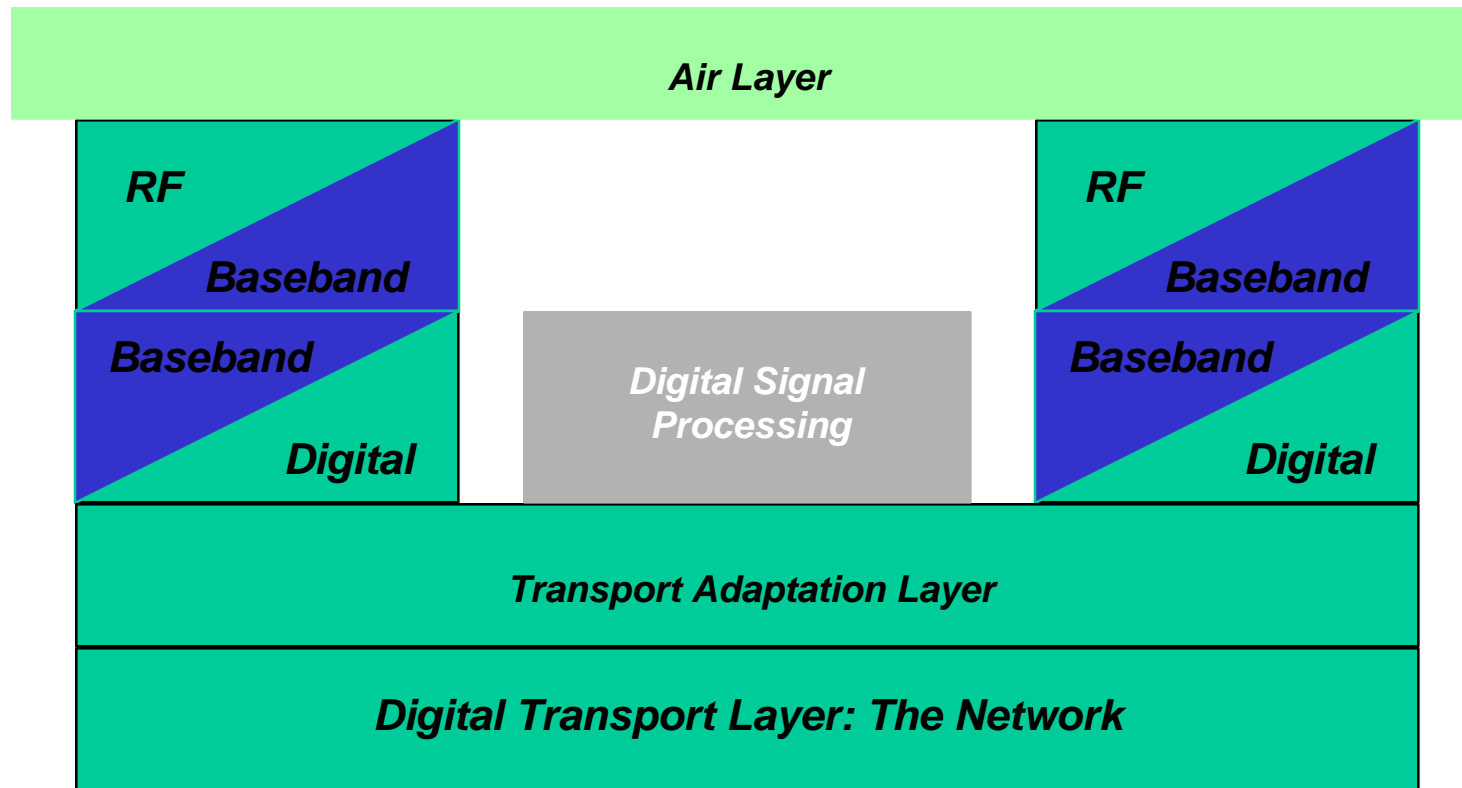 Air Layer
RF
RF
Baseband
Baseband
Baseband
Baseband
Digital Signal
Processing
Digital
Digital
Transport Adaptation Layer
Digital Transport Layer: The Network